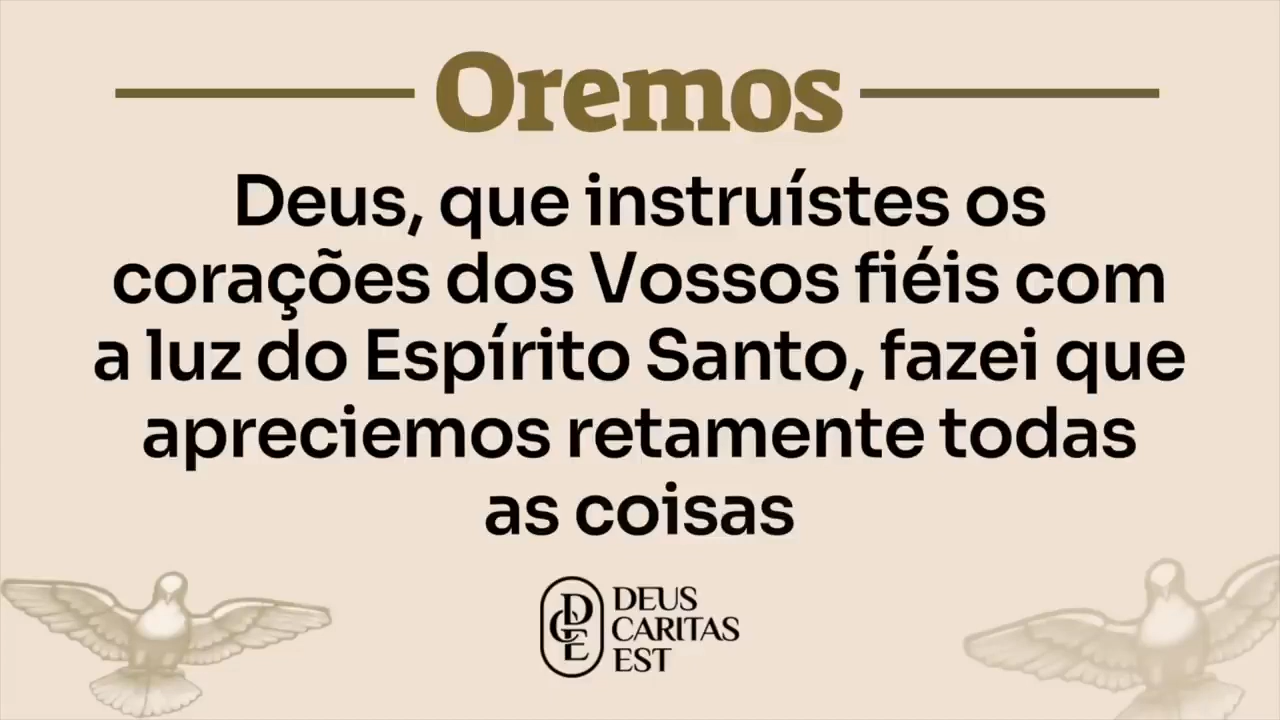 Oremos
Deus, que instruístes os
corações dos Vossos fiéis com
a luz do Espírito Santo, fazei que
apreciemos retamente todas
as coisas
DCE
DEUS
CARITAS
EST